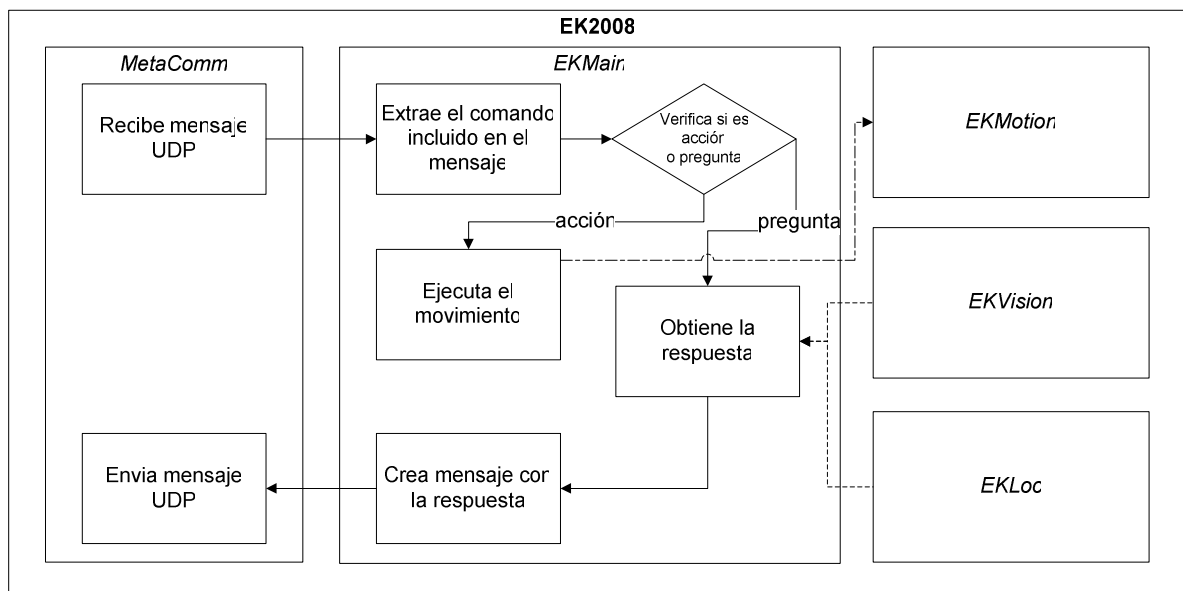 EK2008
MetaComm
EKMain
Recibe mensaje
UDP
Extrae el comando
incluido en el
mensaje
Verifica si es
acción
o pregunta
EKMotion
acción
pregunta
Ejecuta el
movimiento
Obtiene la
respuesta
EKVision
Envia mensaje
UDP
Crea mensaje con
la respuesta
EKLoc